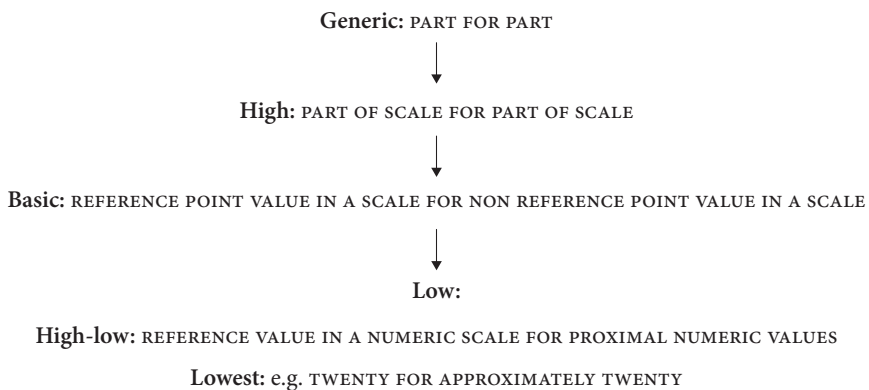 Generic: PART FOR PART
High: PART OF SCALE FOR PART OF SCALE
Basic: REFERENCE POINT VALUE IN A SCALE FOR NON REFERENCE POINT VALUE IN A SCALE
Low:
High-low: REFERENCE VALUE IN A NUMERIC SCALE FOR PROXIMAL NUMERIC VALUES
Lowest: e.g. TWENTY FOR APPROXIMATELY TWENTY